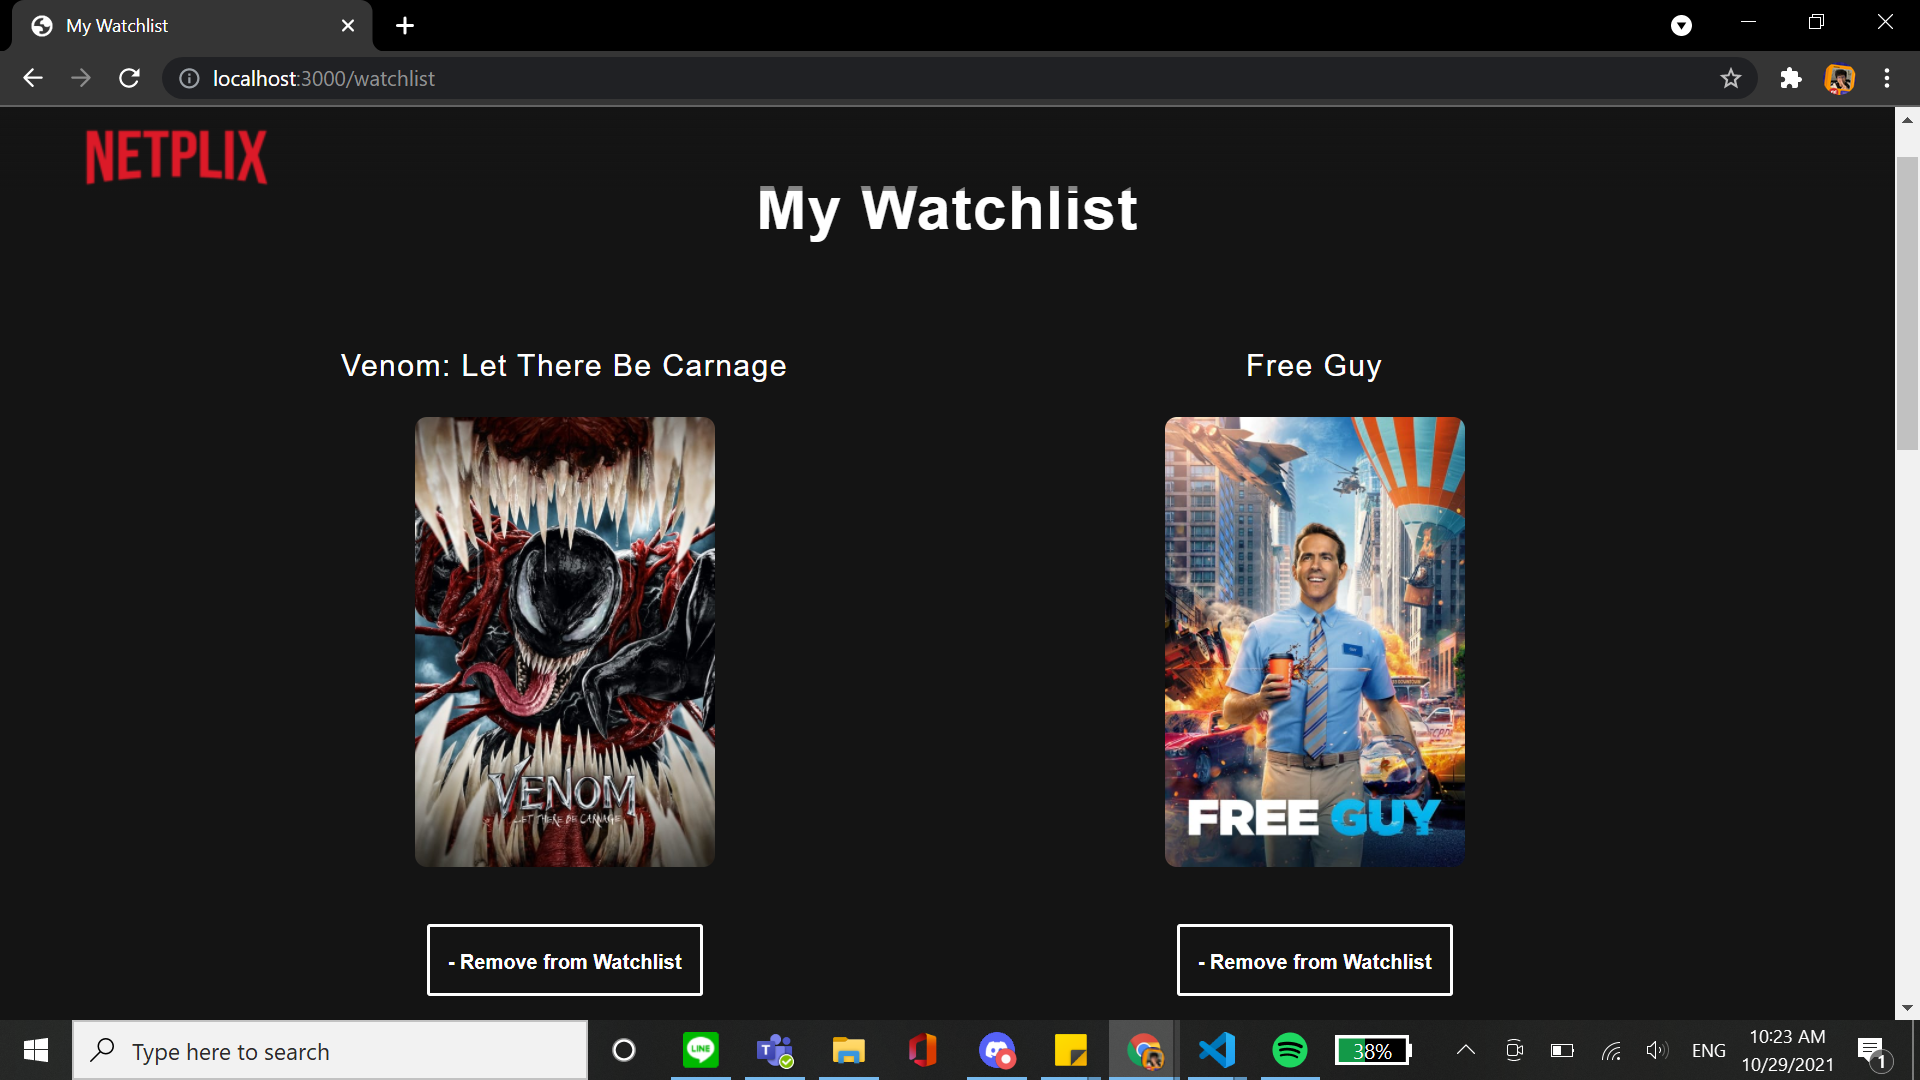 My Watchlist
localhost:3000/watchlist
NETPLIX
My Watchlist
Venom: Let There Be Carnage
Free Guy
VENOM
LET THERE BE CARNAGE
FREE GUY
- Remove from Watchlist
- Remove from Watchlist
Type here to search
LINE
38%
ENG
10:23 AM
10/29/2021
1